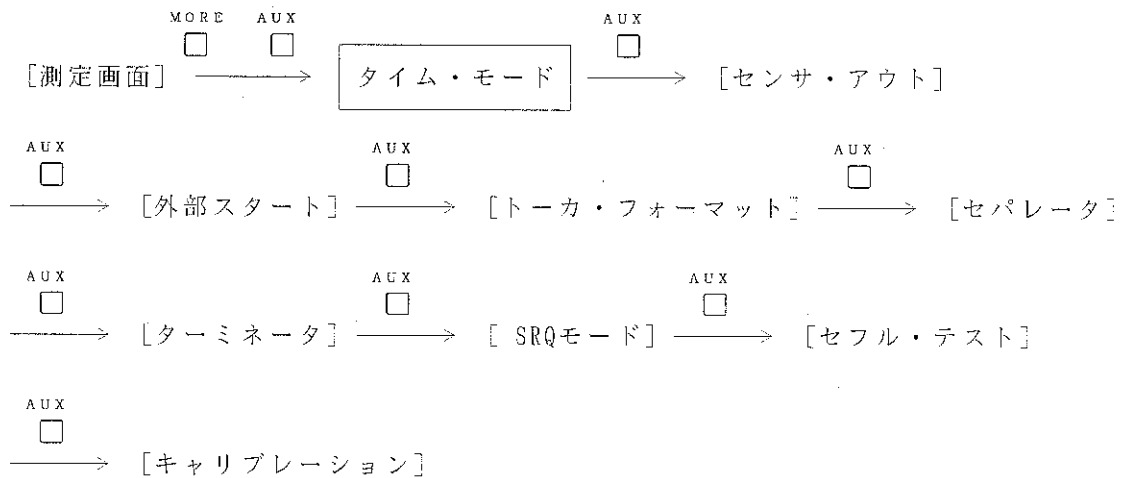 MORE AUX AUX
[測定画面] タイム・モード [センサ・アウト]
AUX AUX AUX
[外部スタート] [トーカ・フォーマット] [セパレータ]
AUX AUX AUX
[ターミネータ] [ SRQモード] [セフル・テスト]
AUX
[キャリブレーション]